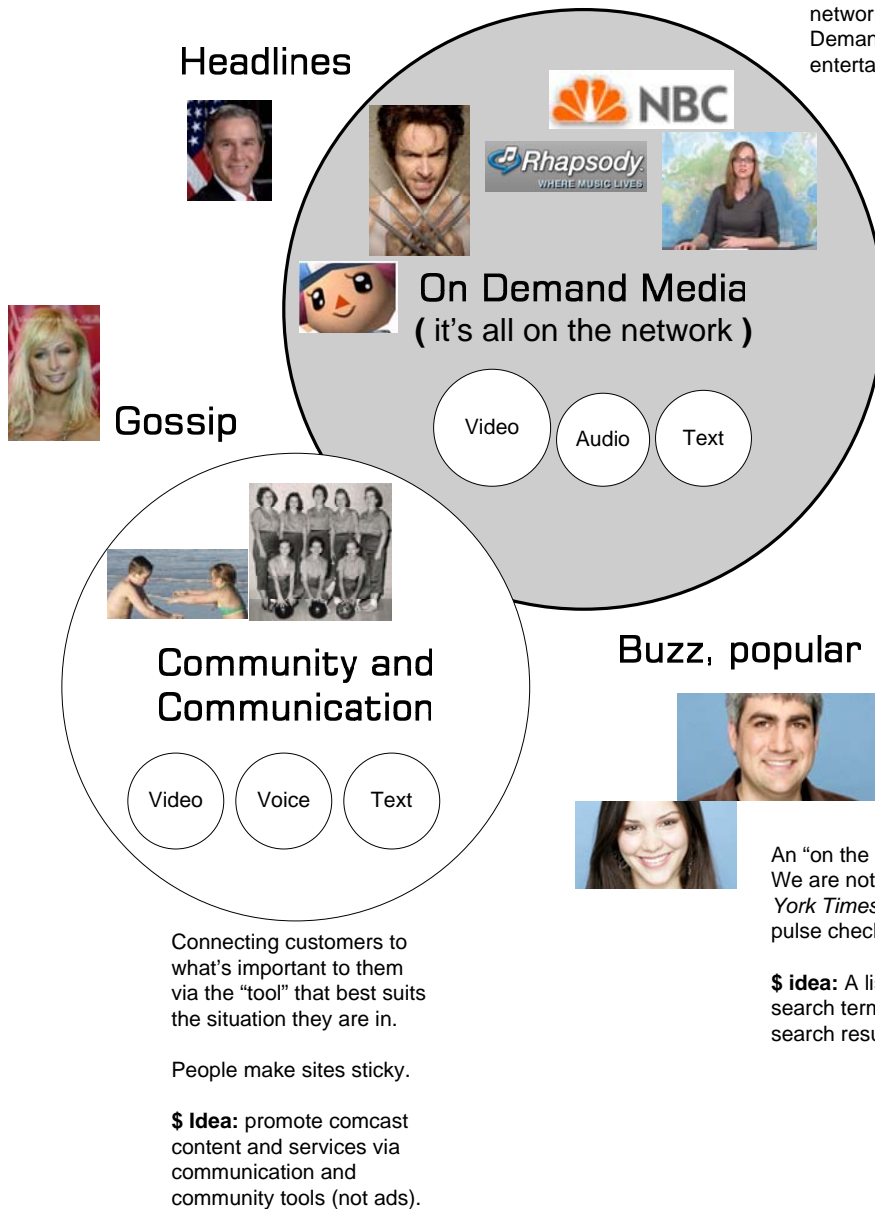 networ
Deman
enterta
Headlines
NBC
Rhapsody
WHERE MUSIC LIVES
On Demand Media
( it's all on the network )
Gossip
Video
Audio
Text
Community and
Communication
Video
Voice
Text
Buzz, popular
An “on the
We are not
York Times
pulse check
$ idea: A lis
search term
search resu
Connecting customers to
what's important to them
via the “tool” that best suits
the situation they are in.
People make sites sticky.
$ Idea: promote comcast
content and services via
communication and
community tools (not ads).